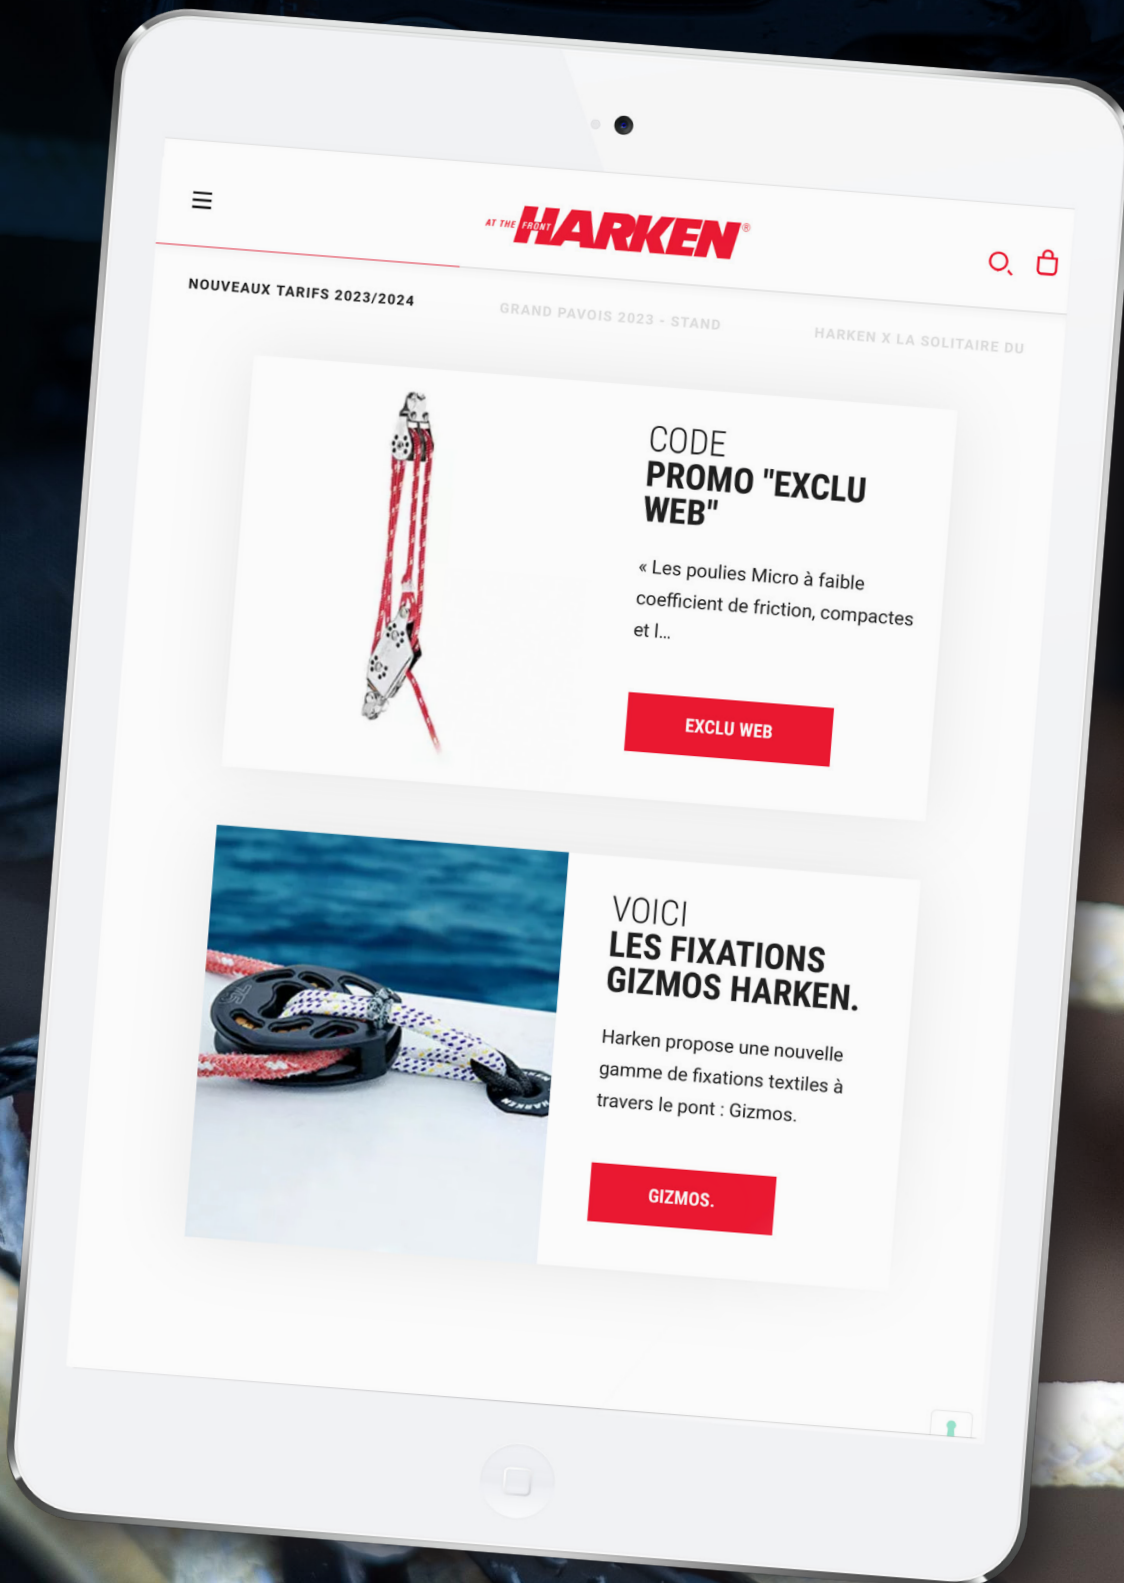 AT THE FRONT HARKEN®
NOUVEAUX TARIFS 2023/2024
GRAND PAVOIS 2023 - STAND
HARKEN X LA SOLITAIRE DU
CODE
PROMO "EXCLU
WEB"
« Les poulies Micro à faible
coefficient de friction, compactes
et l...
EXCLU WEB
VOICI
LES FIXATIONS
GIZMOS HARKEN.
Harken propose une nouvelle
gamme de fixations textiles à
travers le pont : Gizmos.
GIZMOS.
75
HARKEN